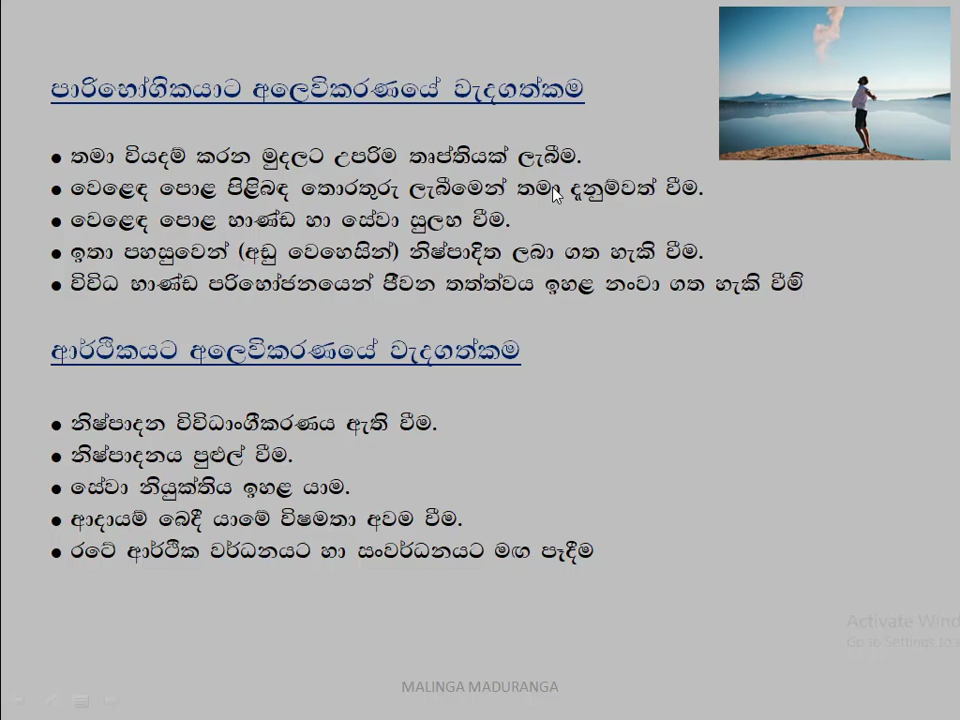 පාරිභෝගිකයාට අලෙවිකරණයේ වැදගත්කම
• තමා වියදම් කරන මුදලට උපරිම තෘප්තියක් ලැබීම.
• වෙළෙඳ පොළ පිළිබඳ තොරතුරු ලැබීමෙන් තමා දැනුම්වත් වීම.
• වෙළෙඳ පොළ භාණ්ඩ හා සේවා සුලභ වීම.
• ඉතා පහසුවෙන් (අඩු වෙහෙසින්) නිෂ්පාදිත ලබා ගත හැකි වීම.
• විවිධ භාණ්ඩ පරිභෝජනයෙන් ජීවන තත්ත්වය ඉහළ නංවා ගත හැකි වීම්
ආර්ථිකයට අලෙවිකරණයේ වැදගත්කම
• නිෂ්පාදන විවිධාංගීකරණය ඇති වීම.
• නිෂ්පාදනය පුළුල් වීම.
• සේවා නියුක්තිය ඉහළ යාම.
• ආදායම් බෙදී යාමේ විෂමතා අවම වීම.
• රටේ ආර්ථික වර්ධනයට හා සංවර්ධනයට මඟ පෑදීම
Activate Wind
Go to Settings to a
MALINGA MADURANGA